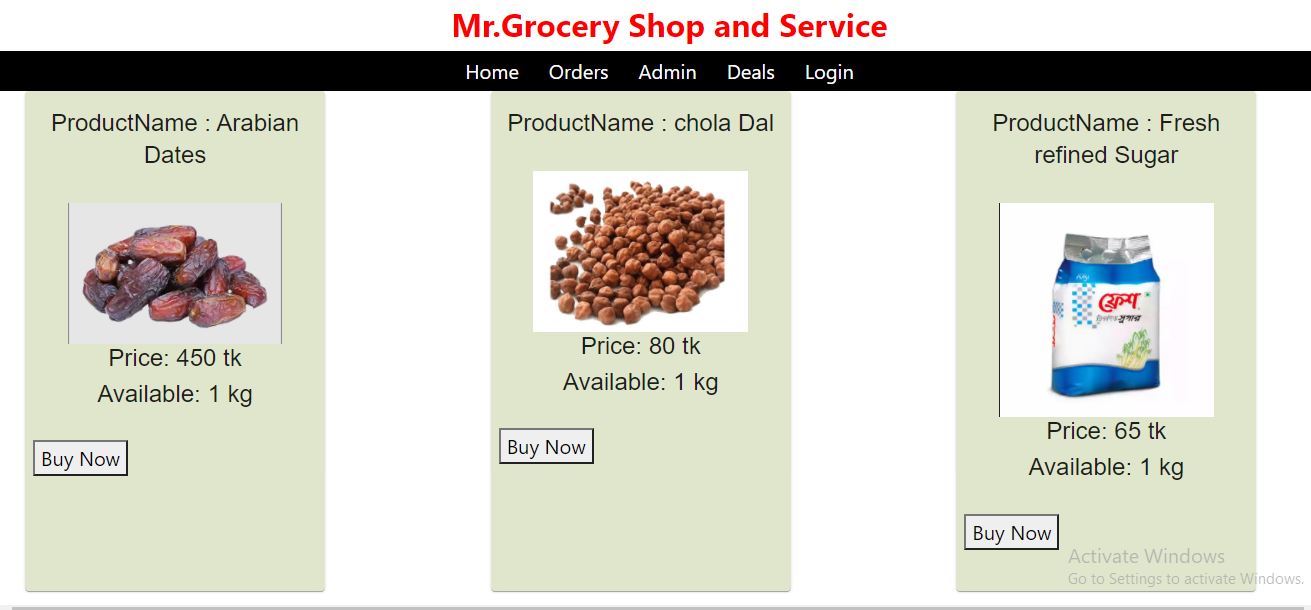 Mr.Grocery Shop and Service
Home Orders Admin Deals Login
ProductName : Arabian
Dates
Price: 450 tk
Available: 1 kg
Buy Now
ProductName : chola Dal
Price: 80 tk
Available: 1 kg
Buy Now
ProductName : Fresh
refined Sugar
ফ্রেশ
Price: 65 tk
Available: 1 kg
Buy Now
Activate Windows
Go to Settings to activate Windows.